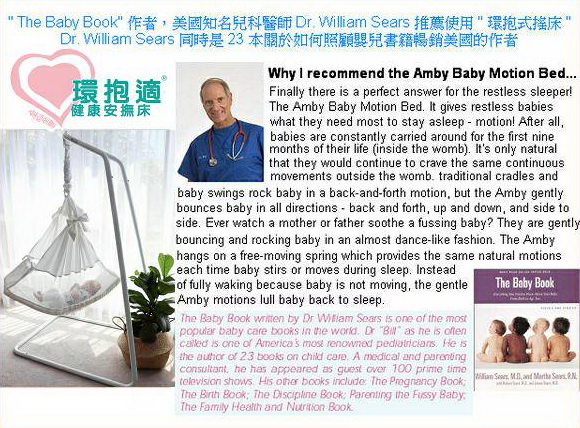 " The Baby Book" 作者，美國知名兒科醫師 Dr. William Sears 推薦使用 " 環抱式搖床 "
Dr. William Sears 同時是 23 本關於如何照顧嬰兒書籍暢銷美國的作者
環抱適®
健康安撫床
Why I recommend the Amby Baby Motion Bed...
Finally there is a perfect answer for the restless sleeper!
The Amby Baby Motion Bed. It gives restless babies
what they need most to stay asleep - motion! After all,
babies are constantly carried around for the first nine
months of their life (inside the womb). It's only natural
that they would continue to crave the same continuous
movements outside the womb. traditional cradles and
baby swings rock baby in a back-and-forth motion, but the Amby gently
bounces baby in all directions - back and forth, up and down, and side to
side. Ever watch a mother or father soothe a fussing baby? They are gently
bouncing and rocking baby in an almost dance-like fashion. The Amby
hangs on a free-moving spring which provides the same natural motions
each time baby stirs or moves during sleep. Instead
of fully waking because baby is not moving, the gentle
Amby motions lull baby back to sleep.
The Baby Book written by Dr. William Sears is one of the most
popular baby care books in the world. Dr "Bill" as he is often
called is one of America's most renowned pediatricians. He is
the author of 23 books on child care. A medical and parenting
consultant, he has appeared as guest over 100 prime time
television shows. His other books include: The Pregnancy Book;
The Birth Book; The Discipline Book; Parenting the Fussy Baby;
The Family Health and Nutrition Book.
The Baby Book
William Sears, M.D. and Martha Sears, R.N.